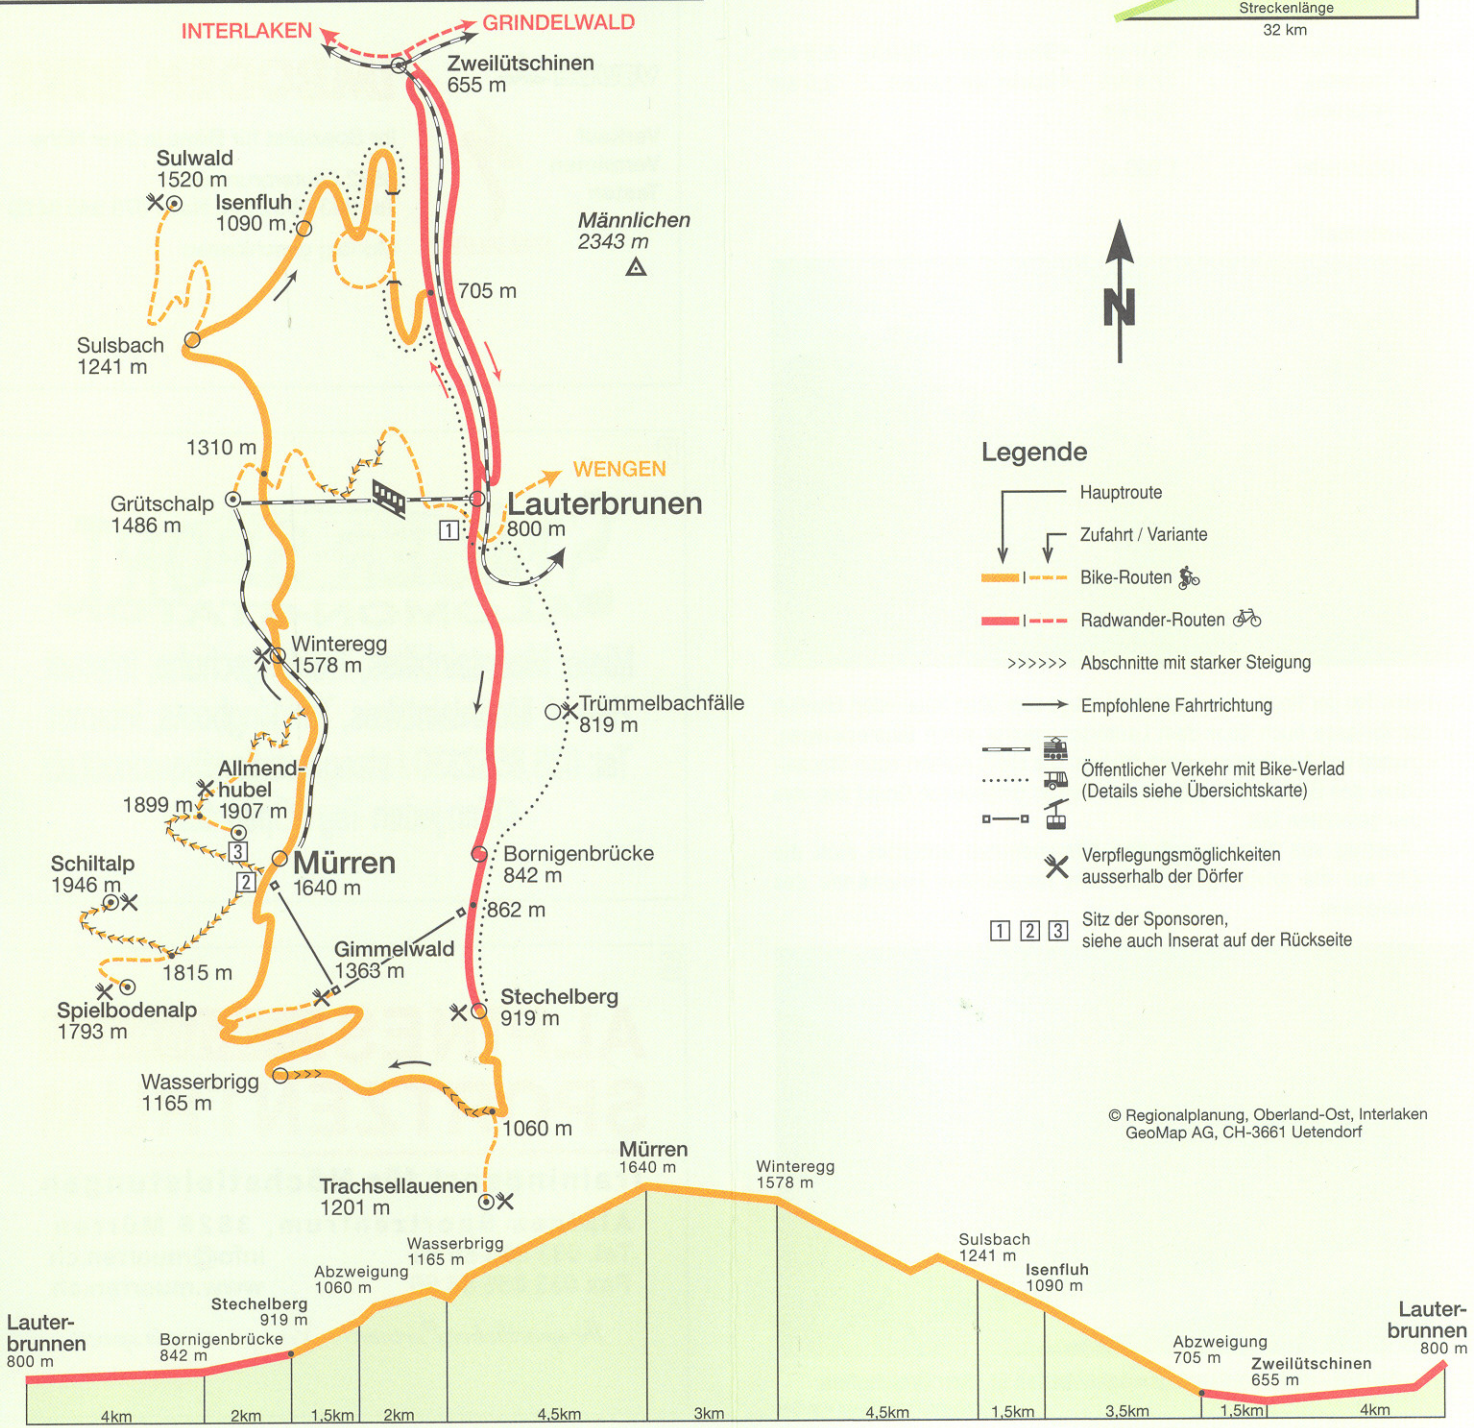 Streckenlänge
32 km
INTERLAKEN
GRINDELWALD
Zweilütschinen
655 m
Sulwald
1520 m
Isenfluh
1090 m
Männlichen
2343 m
705 m
Sulsbach
1241 m
N
1310 m
WENGEN
Grütschalp
1486 m
Lauterbrunen
800 m
1
Winteregg
1578 m
Trümmelbachfälle
819 m
Allmend-
hubel
1907 m
1899 m
3
Schiltalp
1946 m
2
Mürren
1640 m
Bornigenbrücke
842 m
862 m
Gimmelwald
1363 m
1815 m
Spielbodenalp
1793 m
Stechelberg
919 m
Wasserbrigg
1165 m
1060 m
Trachsellauenen
1201 m
Legende
Hauptroute
Zufahrt / Variante
Bike-Routen
Radwander-Routen
Abschnitte mit starker Steigung
Empfohlene Fahrtrichtung
Öffentlicher Verkehr mit Bike-Verlad
(Details siehe Übersichtskarte)
Verpflegungsmöglichkeiten
ausserhalb der Dörfer
1 2 3
Sitz der Sponsoren,
siehe auch Inserat auf der Rückseite
© Regionalplanung, Oberland-Ost, Interlaken
GeoMap AG, CH-3661 Uetendorf
Lauter-
brunnen
800 m
Bornigenbrücke
842 m
Stechelberg
919 m
Abzweigung
1060 m
Wasserbrigg
1165 m
Mürren
1640 m
Winteregg
1578 m
Sulsbach
1241 m
Isenfluh
1090 m
Abzweigung
705 m
Zweilütschinen
655 m
Lauter-
brunnen
800 m
4km
2km
1,5km
2km
4,5km
3km
4,5km
1,5km
3,5km
1,5km
4km